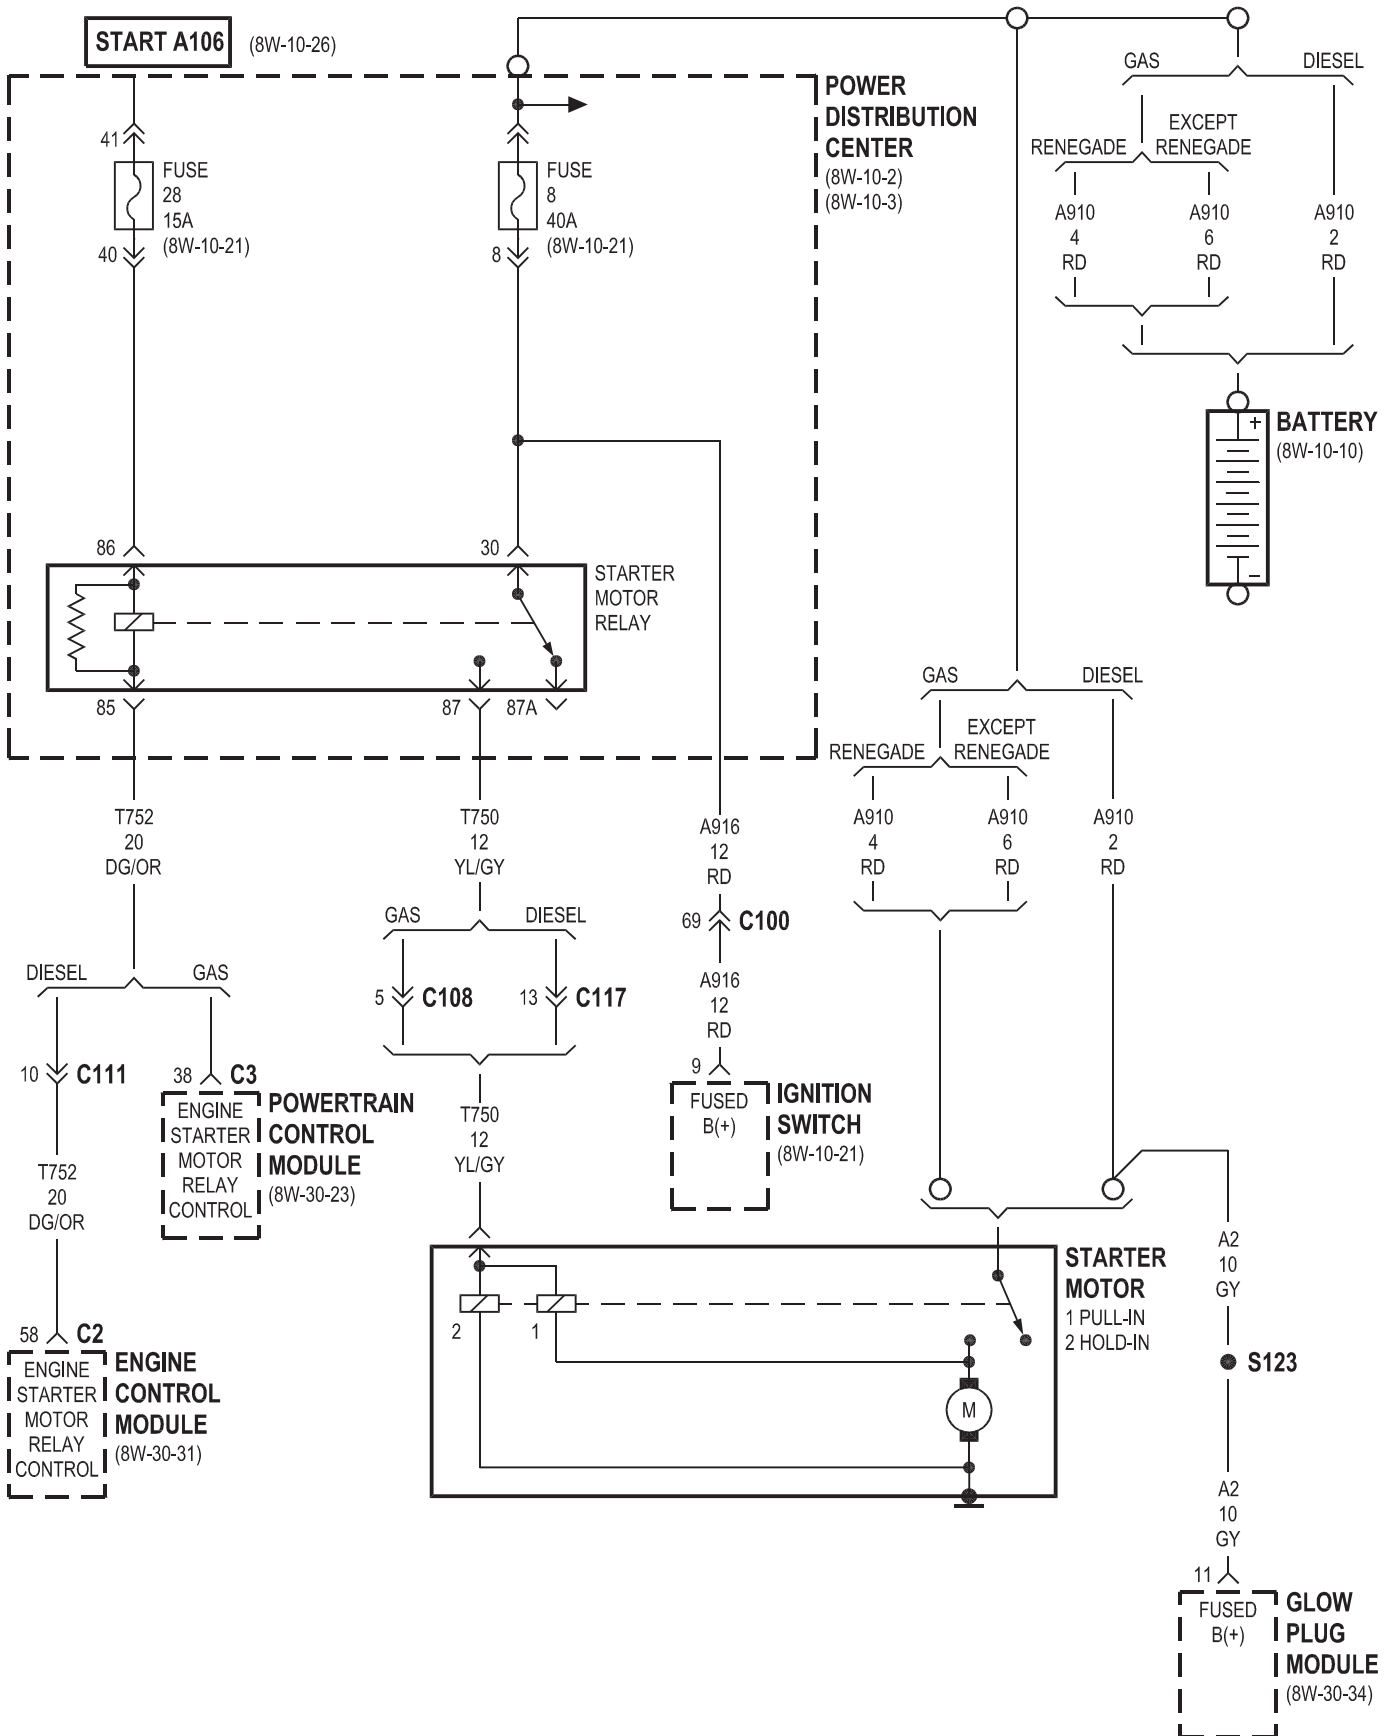 START A106 (8W-10-26)
POWER
DISTRIBUTION
CENTER
(8W-10-2)
(8W-10-3)
41
FUSE
28
15A
(8W-10-21)
40
FUSE
8
40A
(8W-10-21)
8
GAS
DIESEL
RENEGADE
EXCEPT
RENEGADE
A910
4
RD
A910
6
RD
A910
2
RD
+
-
BATTERY
(8W-10-10)
86
30
STARTER
MOTOR
RELAY
85
87
87A
GAS
DIESEL
RENEGADE
EXCEPT
RENEGADE
A910
4
RD
A910
6
RD
A910
2
RD
T752
20
DG/OR
T750
12
YL/GY
A916
12
RD
69 C100
A916
12
RD
9
FUSED
B(+)
IGNITION
SWITCH
(8W-10-21)
GAS
DIESEL
5 C108
13 C117
T750
12
YL/GY
DIESEL
GAS
10 C111
38 C3
ENGINE
STARTER
MOTOR
RELAY
CONTROL
POWERTRAIN
CONTROL
MODULE
(8W-30-23)
T752
20
DG/OR
58 C2
ENGINE
STARTER
MOTOR
RELAY
CONTROL
ENGINE
CONTROL
MODULE
(8W-30-31)
2
1
M
STARTER
MOTOR
1 PULL-IN
2 HOLD-IN
A2
10
GY
S123
A2
10
GY
11
FUSED
B(+)
GLOW
PLUG
MODULE
(8W-30-34)